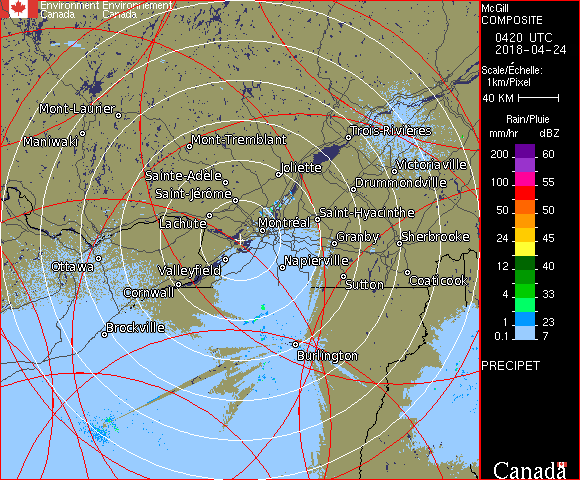 Environment Environnement
Canada Canada
McGill
COMPOSITE
0420 UTC
2018-04-24
Scale/Échelle:
1km/Pixel
40 KM
Rain/Pluie
mm/hr dBZ
200 60
100 55
50 50
24 45
12 40
4 33
1 23
0.1 7
PRECIPET
Canada
Mont-Laurier
Maniwaki
Mont-Tremblant
Trois-Rivières
Sainte-Adèle
Joliette
Victoriaville
Saint-Jérôme
Drummondville
Lachute
Montréal
Saint-Hyacinthe
Granby
Sherbrooke
Ottawa
Valleyfield
Napierville
Cornwall
Sutton
Coaticook
Brockville
Burlington